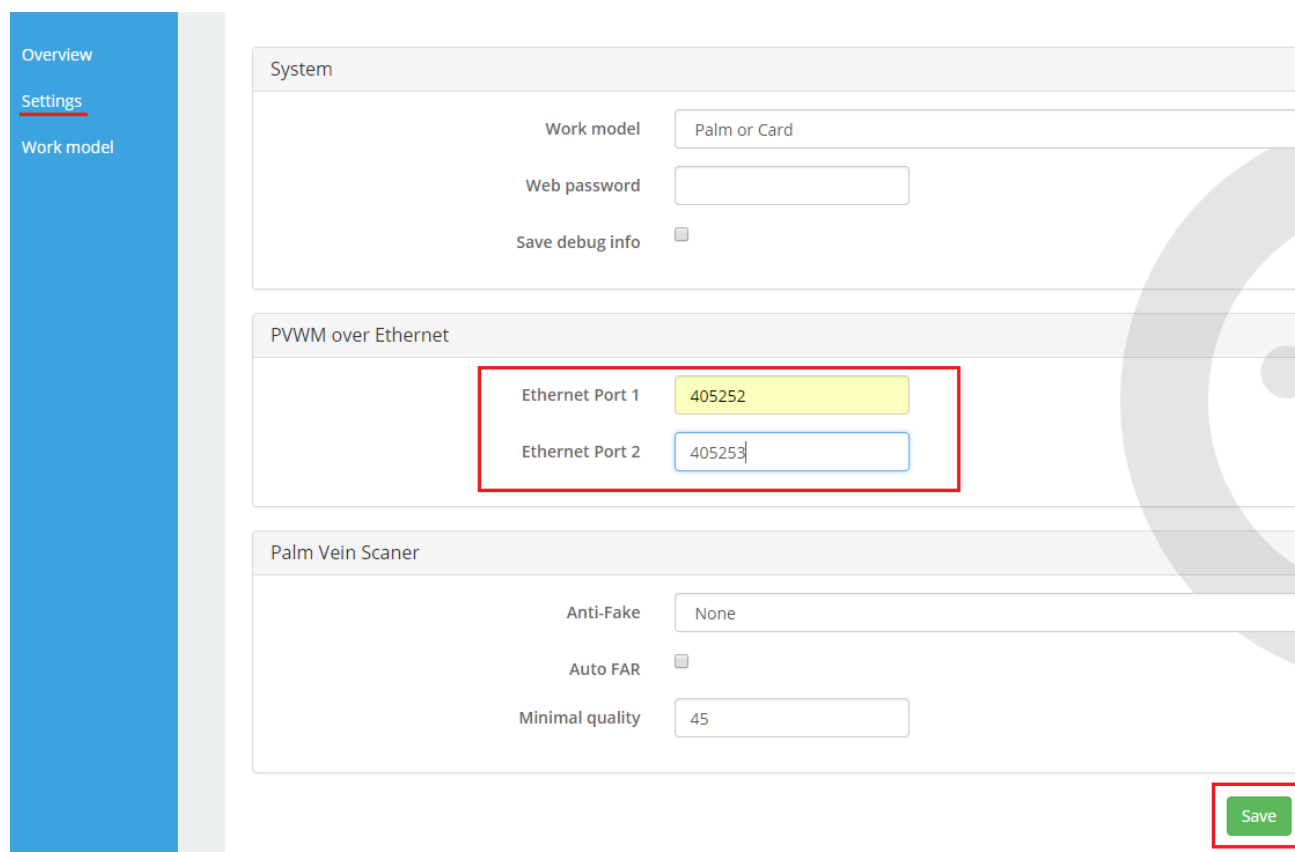 Overview
Settings
Work model
System
Work model Palm or Card
Web password
Save debug info
PVWM over Ethernet
Ethernet Port 1 405252
Ethernet Port 2 405253
Palm Vein Scaner
Anti-Fake None
Auto FAR
Minimal quality 45
Save